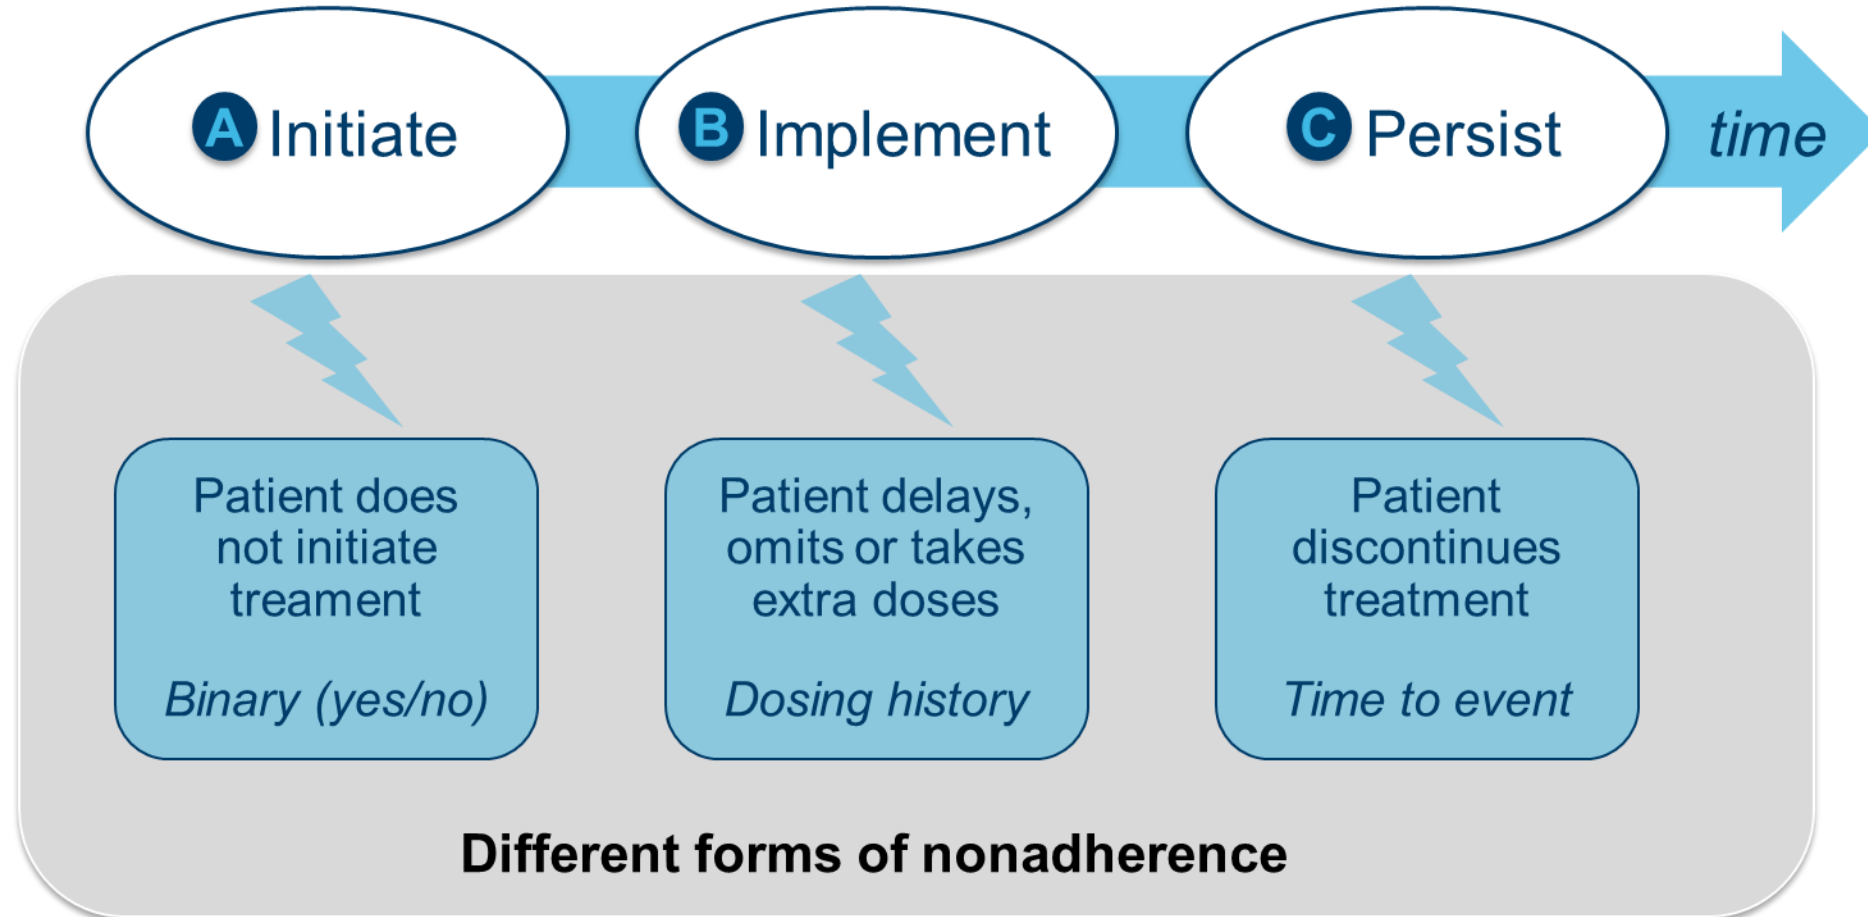 A Initiate
B Implement
C Persist
time
Patient does
not initiate
treament
Binary (yes/no)
Patient delays,
omits or takes
extra doses
Dosing history
Patient
discontinues
treatment
Time to event
Different forms of nonadherence